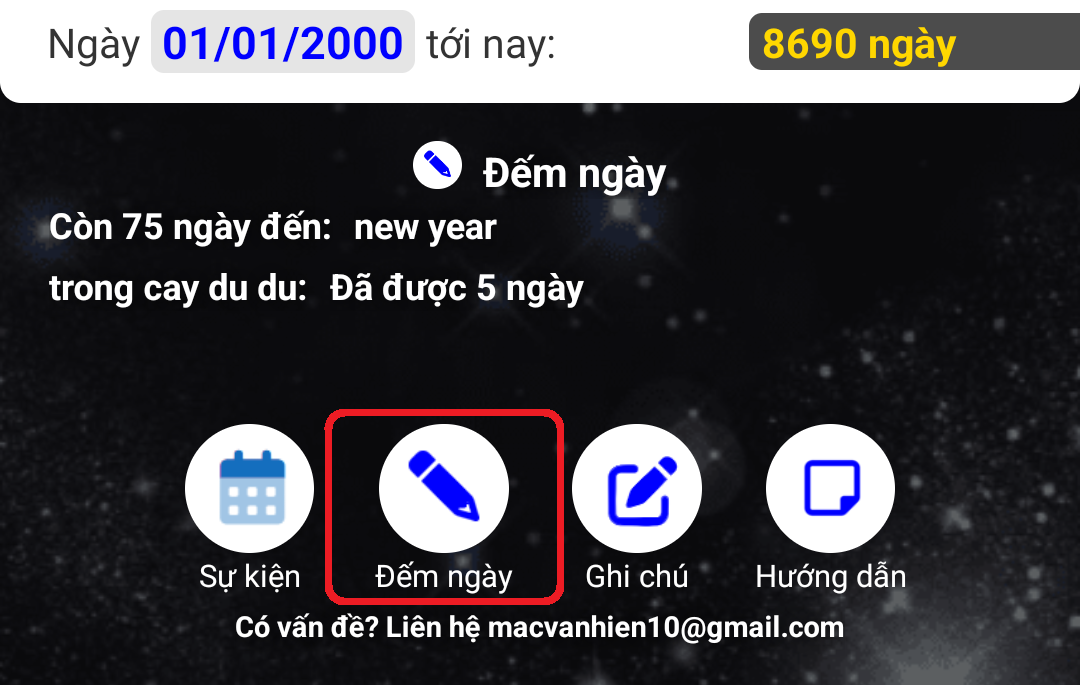 Ngày 01/01/2000 tới nay: 8690 ngày
Đếm ngày
Còn 75 ngày đến: new year
trong cay du du: Đã được 5 ngày
Sự kiện Đếm ngày Ghi chú Hướng dẫn
Có vấn đề? Liên hệ macvanhien10@gmail.com